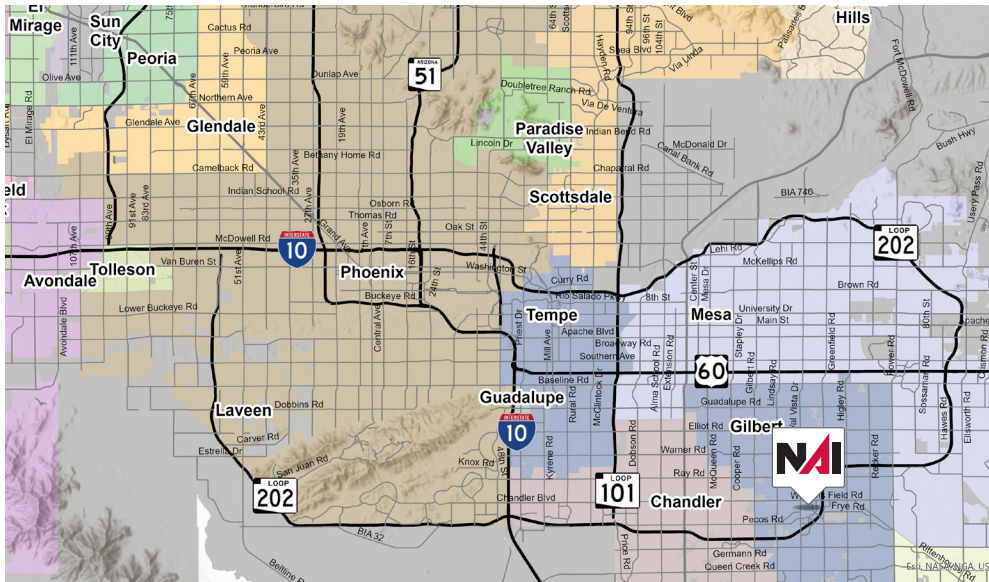 El
Mirage
Sun
City
Peoria
Glendale
Paradise
Valley
Scottsdale
Hills
Avondale
Tolleson
Phoenix
Tempe
Mesa
Guadalupe
Laveen
Gilbert
Chandler
eld
ARIZONA
51
INTERSTATE
10
INTERSTATE
10
LOOP
202
LOOP
202
LOOP
101
60
NAI
Cactus Rd
Peoria Ave
Olive Ave
Dunlap Ave
Northern Ave
Glendale Ave
Bethany Home Rd
Camelback Rd
Indian School Rd
Osborn R
Thomas Rd
Oak St
McDowell Rd
Grand Ave
Van Buren St
Washington St
Buckeye Rd
Lower Buckeye Rd
Dobbins Rd
Carver Rd
Estrella Dr
San Juan Rd
Knox Rd
Chandler Blvd
BIA 32
Beltline R
75th
111th Ave
El Mirage Rd
67th Ave
59th Ave
43rd Ave
35th Ave
27th Ave
19th Ave
107th Ave
91st Ave
83rd Ave
51st Ave
7th Ave
7th St
16th St
24th St
44th St
48th St
Central Ave
Avondale Blvd
64th St
Scotts
Hayden Rd
94th St
96th St
104th St
Shea Blvd
Via Linda
Palisades B
Fort McDowell Rd
Doubletree Ranch Rd
Via De Ventura
Indian Bend Rd
Lincoln Dr
McDonald Dr
Chaparral Rd
Canal Bank Rd
Bush Hwy
Usery Pass Rd
BIA 740
Lehi Rd
McKellips Rd
Curry Rd
Rio Salado Pkwy
8th St
Center St
Mesa Dr
Brown Rd
University Dr
Main St
Apache Blvd
Broadway Rd
Southern Ave
Baseline Rd
Priest Dr
Mill Ave
Rural Rd
McClintock Dr
Kyrene Rd
Alma School Rd
Extension Rd
Stapley Dr
Gilbert Rd
Lindsay Rd
Val Vista Dr
Greenfield Rd
Higley Rd
Power Rd
80th St
Sossaman Rd
Hawes Rd
Ellsworth Rd
Crismon Rd
pache
Guadalupe Rd
Elliot Rd
Warner Rd
Ray Rd
Dobson Rd
McQueen Rd
Cooper Rd
Recker Rd
Field Rd
Frye Rd
Pecos Rd
Price Rd
Germann Rd
Queen Creek Rd
Rittenhouse Rd
Esri, NASA, NGA, US